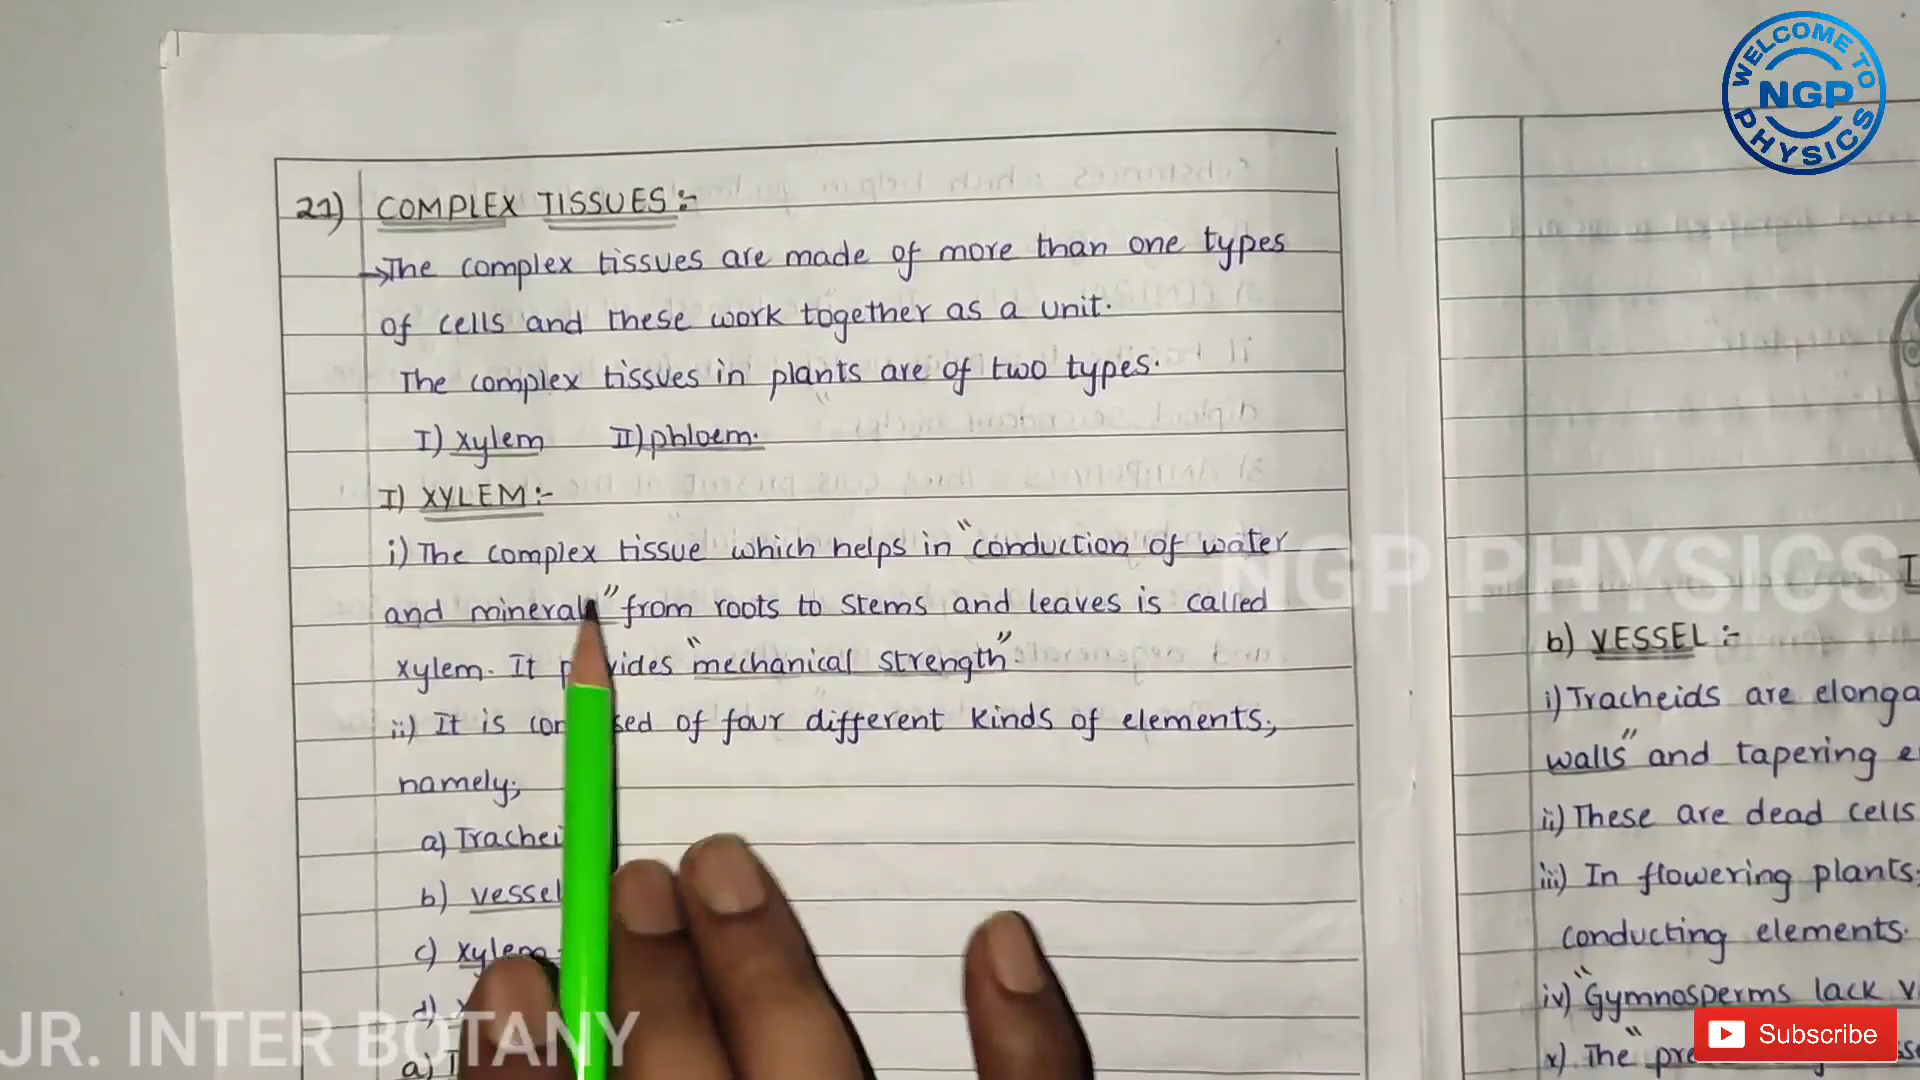 WELCOME TO
NGP
PHYSICS
21) COMPLEX TISSUES:-
→The complex tissues are made of more than one types
of cells and these work together as a unit.
The complex tissues in plants are of two types.
I) xylem II) phloem.
I) XYLEM:-
i) The complex tissue which helps in "conduction of water
and minerals" from roots to stems and leaves is called
xylem. It provides "mechanical strength".
ii) It is composed of four different kinds of elements;
namely;
a) Trachei
b) vessel
c) xylem
d) x
a) T
b) VESSEL:-
i) Tracheids are elonga
walls" and tapering e
ii) These are dead cells
iii) In flowering plants
conducting elements.
iv) "Gymnosperms lack v
x). The "pre
NGP PHYSICS
JR. INTER BOTANY
Subscribe